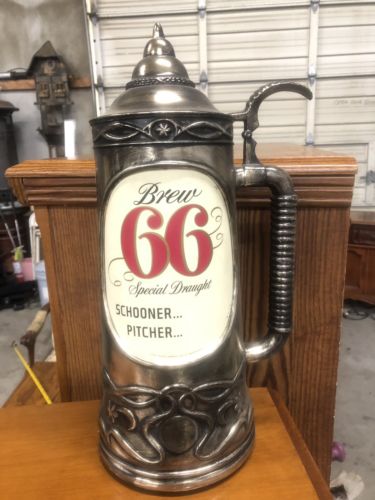 Brew
66
Special Draught
SCHOONER...
PITCHER...